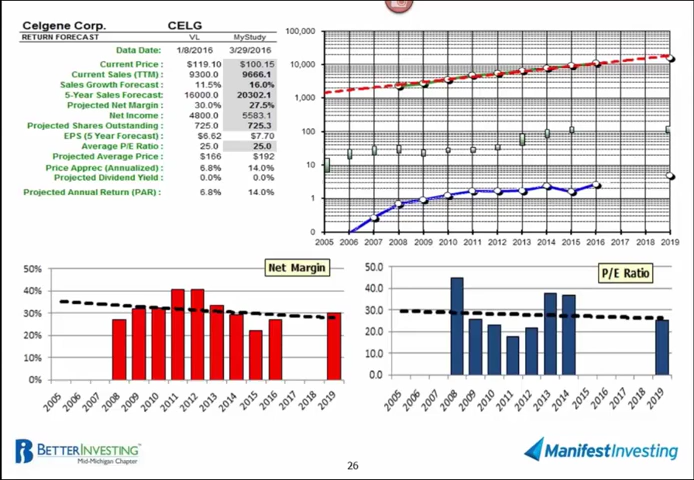 Celgene Corp. CELG
RETURN FORECAST VL MyStudy
Data Date: 1/8/2016 3/29/2016
Current Price : $119.10 $100.15
Current Sales (TTM) : 9300.0 9666.1
Sales Growth Forecast : 11.5% 16.0%
5-Year Sales Forecast: 16000.0 20302.1
Projected Net Margin : 30.0% 27.5%
Net Income : 4800.0 5583.1
Projected Shares Outstanding : 725.0 725.3
EPS (5 Year Forecast) : $6.62 $7.70
Average P/E Ratio : 25.0 25.0
Projected Average Price : $166 $192
Price Apprec (Annualized) : 6.8% 14.0%
Projected Dividend Yield : 0.0% 0.0%
Projected Annual Return (PAR) : 6.8% 14.0%
100,000
10,000
1,000
100
10
1
0
2005 2006 2007 2008 2009 2010 2011 2012 2013 2014 2015 2016 2017 2018 2019
Net Margin
50%
40%
30%
20%
10%
0%
2005 2006 2007 2008 2009 2010 2011 2012 2013 2014 2015 2016 2017 2018 2019
P/E Ratio
50.0
40.0
30.0
20.0
10.0
0.0
2005 2006 2007 2008 2009 2010 2011 2012 2013 2014 2015 2016 2017 2018 2019
BETTERINVESTING™
Mid-Michigan Chapter
26
ManifestInvesting